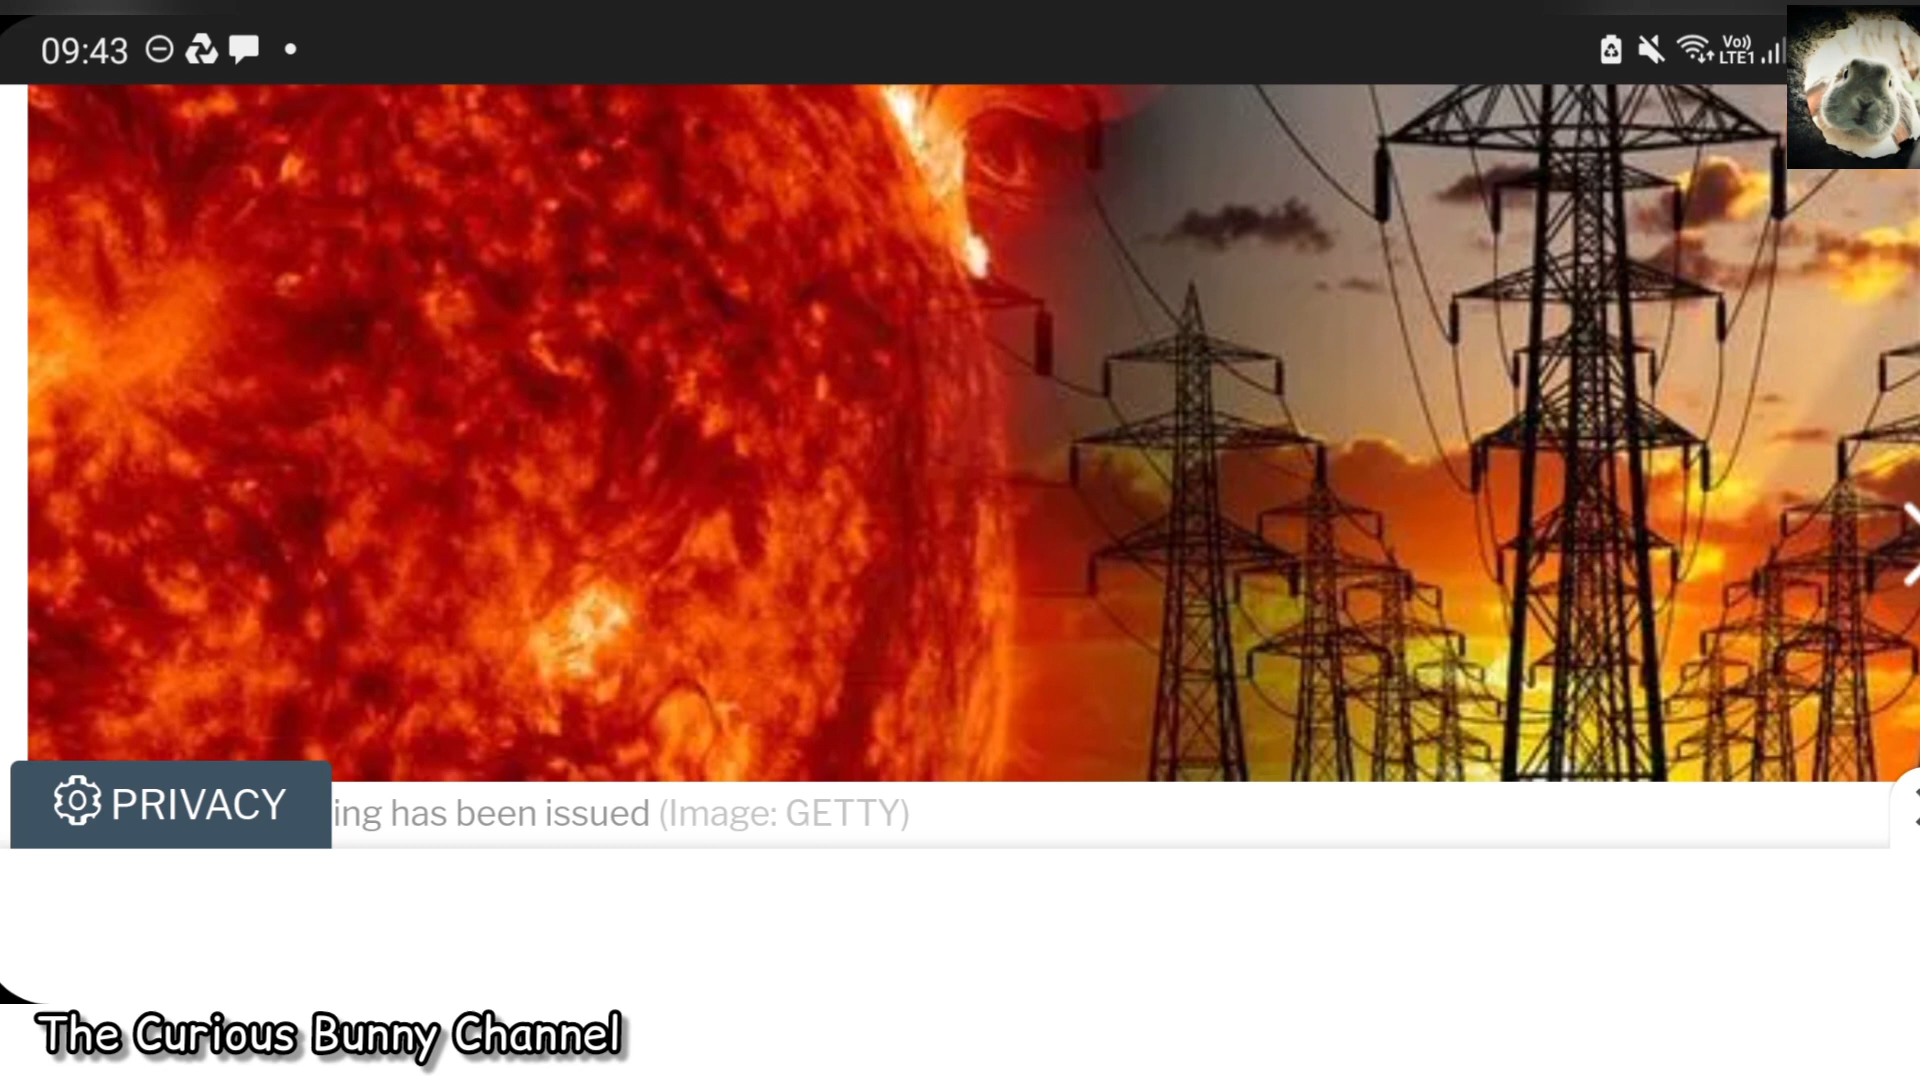 09:43
Vo)) LTE1
PRIVACY
ing has been issued (Image: GETTY)
The Curious Bunny Channel